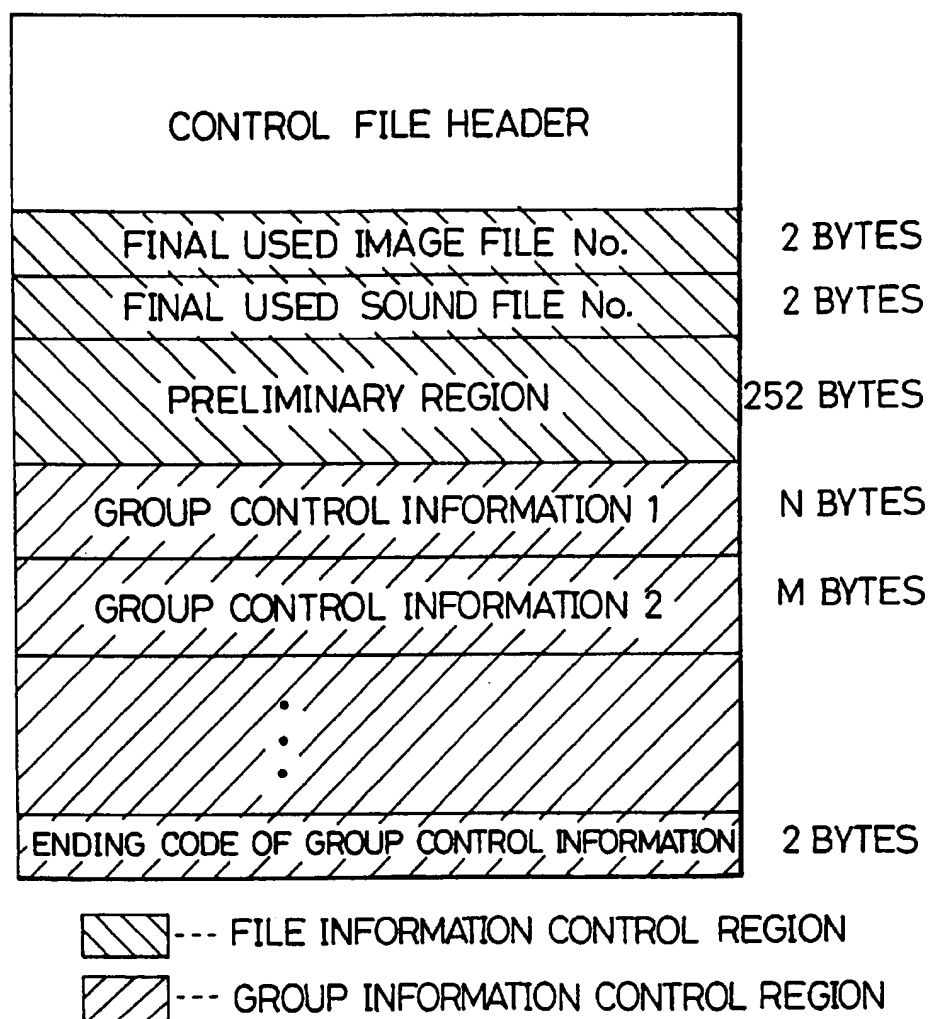 CONTROL FILE HEADER
FINAL USED IMAGE FILE No. 2 BYTES
FINAL USED SOUND FILE No. 2 BYTES
PRELIMINARY REGION 252 BYTES
GROUP CONTROL INFORMATION 1 N BYTES
GROUP CONTROL INFORMATION 2 M BYTES
ENDING CODE OF GROUP CONTROL INFORMATION 2 BYTES
--- FILE INFORMATION CONTROL REGION
--- GROUP INFORMATION CONTROL REGION